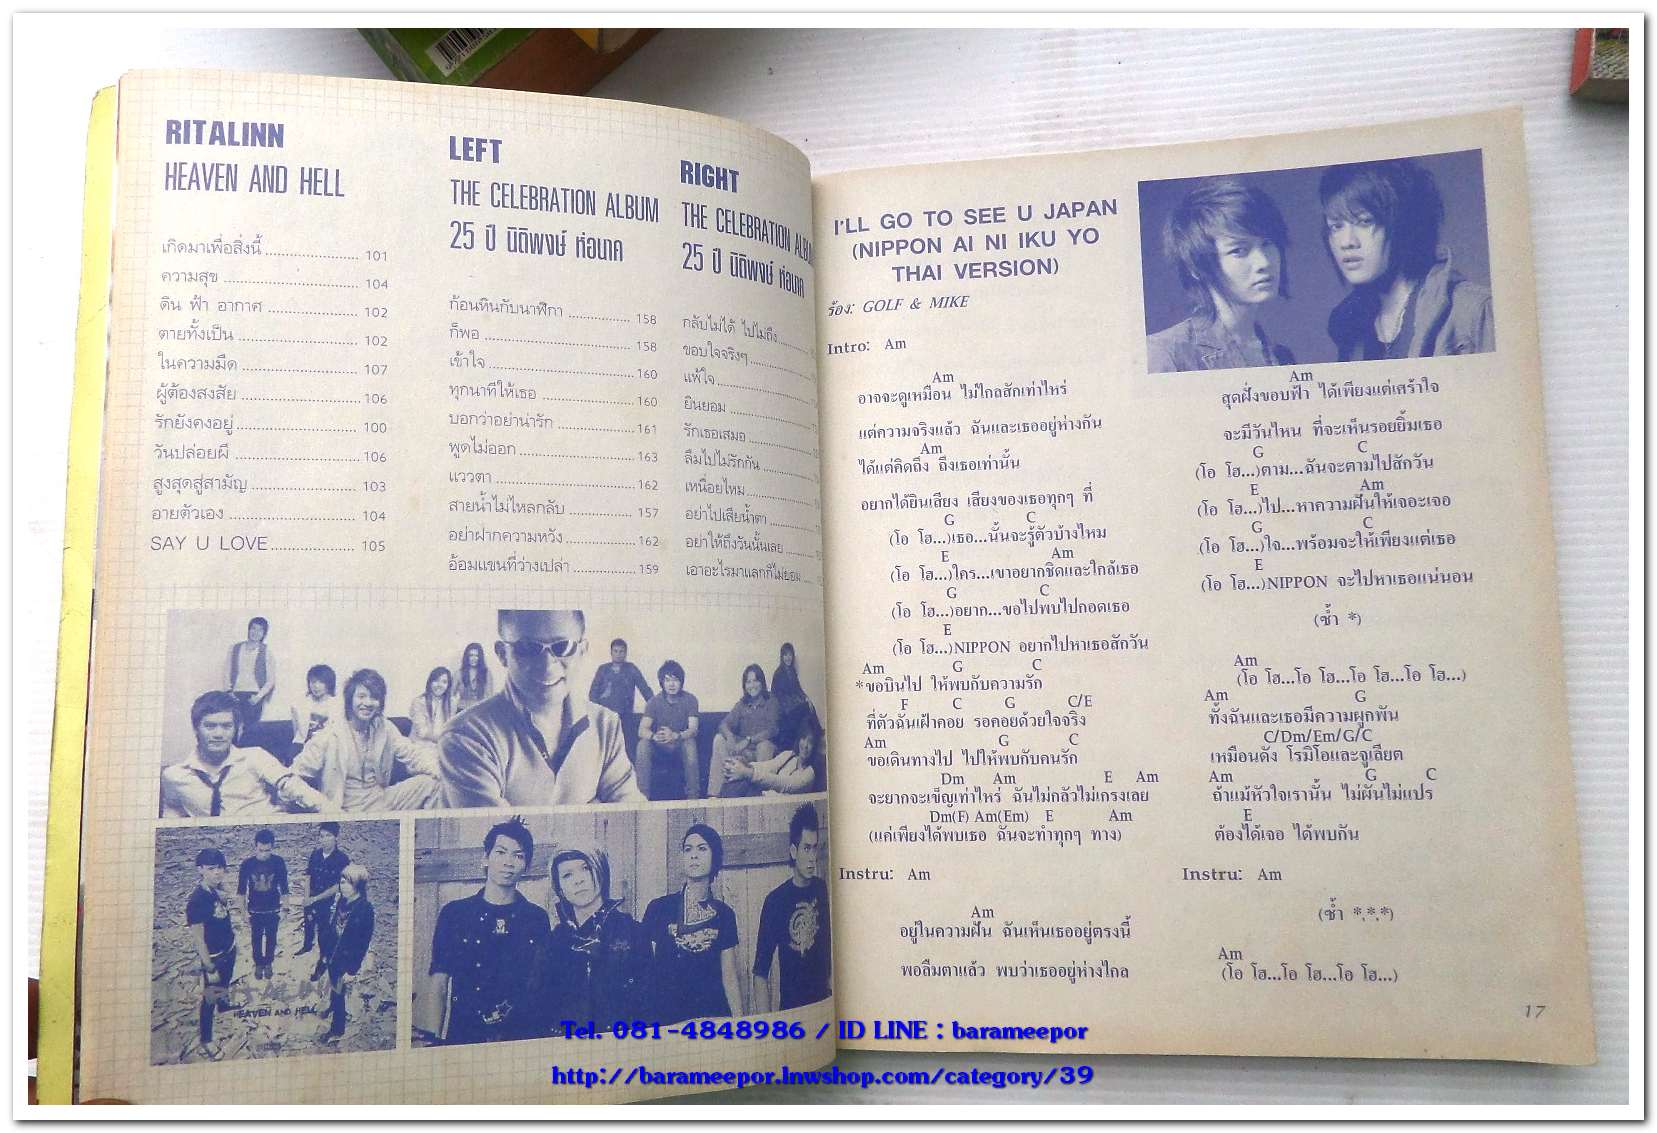 RITALINN
HEAVEN AND HELL
เกิดมาเพื่อสิ่งนี้ 101
ความสุข 104
ดิน ฟ้า อากาศ 102
ตายทั้งเป็น 102
ในความมืด 107
ผู้ต้องสงสัย 106
รักยังคงอยู่ 100
วันปล่อยผี 106
สูงสุดสู่สามัญ 103
อายตัวเอง 104
SAY U LOVE 105
LEFT
THE CELEBRATION ALBUM
25 ปี นิติพงษ์ ห่อนาค
ก้อนหินกับนาฬิกา 158
ก็พอ 158
เข้าใจ 160
ทุกนาทีให้เธอ 160
บอกว่าอย่าน่ารัก 161
พูดไม่ออก 163
แววตา 162
สายน้ำไม่ไหลกลับ 157
อย่าฝากความหวัง 162
อ้อมแขนที่ว่างเปล่า 159
RIGHT
THE CELEBRATION
25 ปี นิติพงษ์ ห่อนาค
กลับไม่ได้ ไปไม่ถึง
ขอบใจจริงๆ
แพ้ใจ
ยินยอม
รักเธอเสมอ
ลืมไปไม่รักกัน
เหนื่อยไหม
อย่าไปเสียน้ำตา
อย่าให้ถึงวันนั้นเลย
เอาอะไรมาแลกก็ไม่ยอม
HEAVEN AND HELL
I'LL GO TO SEE U JAPAN
(NIPPON AI NI IKU YO
THAI VERSION)
ร้อง: GOLF & MIKE
Intro: Am
Am
อาจจะดูเหมือน ไม่ไกลสักเท่าไหร่
แต่ความจริงแล้ว ฉันและเธออยู่ห่างกัน
Am
ได้แต่คิดถึง ถึงเธอเท่านั้น
อยากได้ยินเสียง เสียงของเธอทุกๆ ที่
G C
(โอ โฮ...)เธอ...นั้นจะรู้ตัวบ้างไหม
E Am
(โอ โฮ...)ใคร...เขาอยากชิดและใกล้เธอ
G C
(โอ โฮ...)อยาก...ขอไปพบไปกอดเธอ
E
(โอ โฮ...)NIPPON อยากไปหาเธอสักวัน
Am G C
*ขอบินไป ให้พบกับความรัก
F C G C/E
ที่ตัวฉันเฝ้าคอย รอคอยด้วยใจจริง
Am G C
ขอเดินทางไป ไปให้พบกับคนรัก
Dm Am E Am
จะยากจะเข็ญเท่าไหร่ ฉันไม่กลัวไม่เกรงเลย
Dm(F) Am(Em) E Am
(แค่เพียงได้พบเธอ ฉันจะทำทุกๆ ทาง)
Instru: Am
Am
อยู่ในความฝัน ฉันเห็นเธออยู่ตรงนี้
พอลืมตาแล้ว พบว่าเธออยู่ห่างไกล
Am
สุดฝั่งขอบฟ้า ได้เพียงแต่เศร้าใจ
จะมีวันไหน ที่จะเห็นรอยยิ้มเธอ
G C
(โอ โฮ...)ตาม...ฉันจะตามไปสักวัน
E Am
(โอ โฮ...)ไป...หาความฝันให้เจอะเจอ
G C
(โอ โฮ...)ใจ...พร้อมจะให้เพียงแต่เธอ
E
(โอ โฮ...)NIPPON จะไปหาเธอแน่นอน
(ซ้ำ *)
Am
(โอ โฮ...โอ โฮ...โอ โฮ...โอ โฮ...)
Am G
ทั้งฉันและเธอมีความผูกพัน
C/Dm/Em/G/C
เหมือนดัง โรมิโอและจูเลียต
Am G C
ถ้าแม้หัวใจเรานั้น ไม่ผันไม่แปร
E
ต้องได้เจอ ได้พบกัน
Instru: Am
(ซ้ำ *,*,*)
Am
(โอ โฮ...โอ โฮ...โอ โฮ...)
17
Tel. 081-4848986 / ID LINE : barameepor
http://barameepor.lnwshop.com/category/39